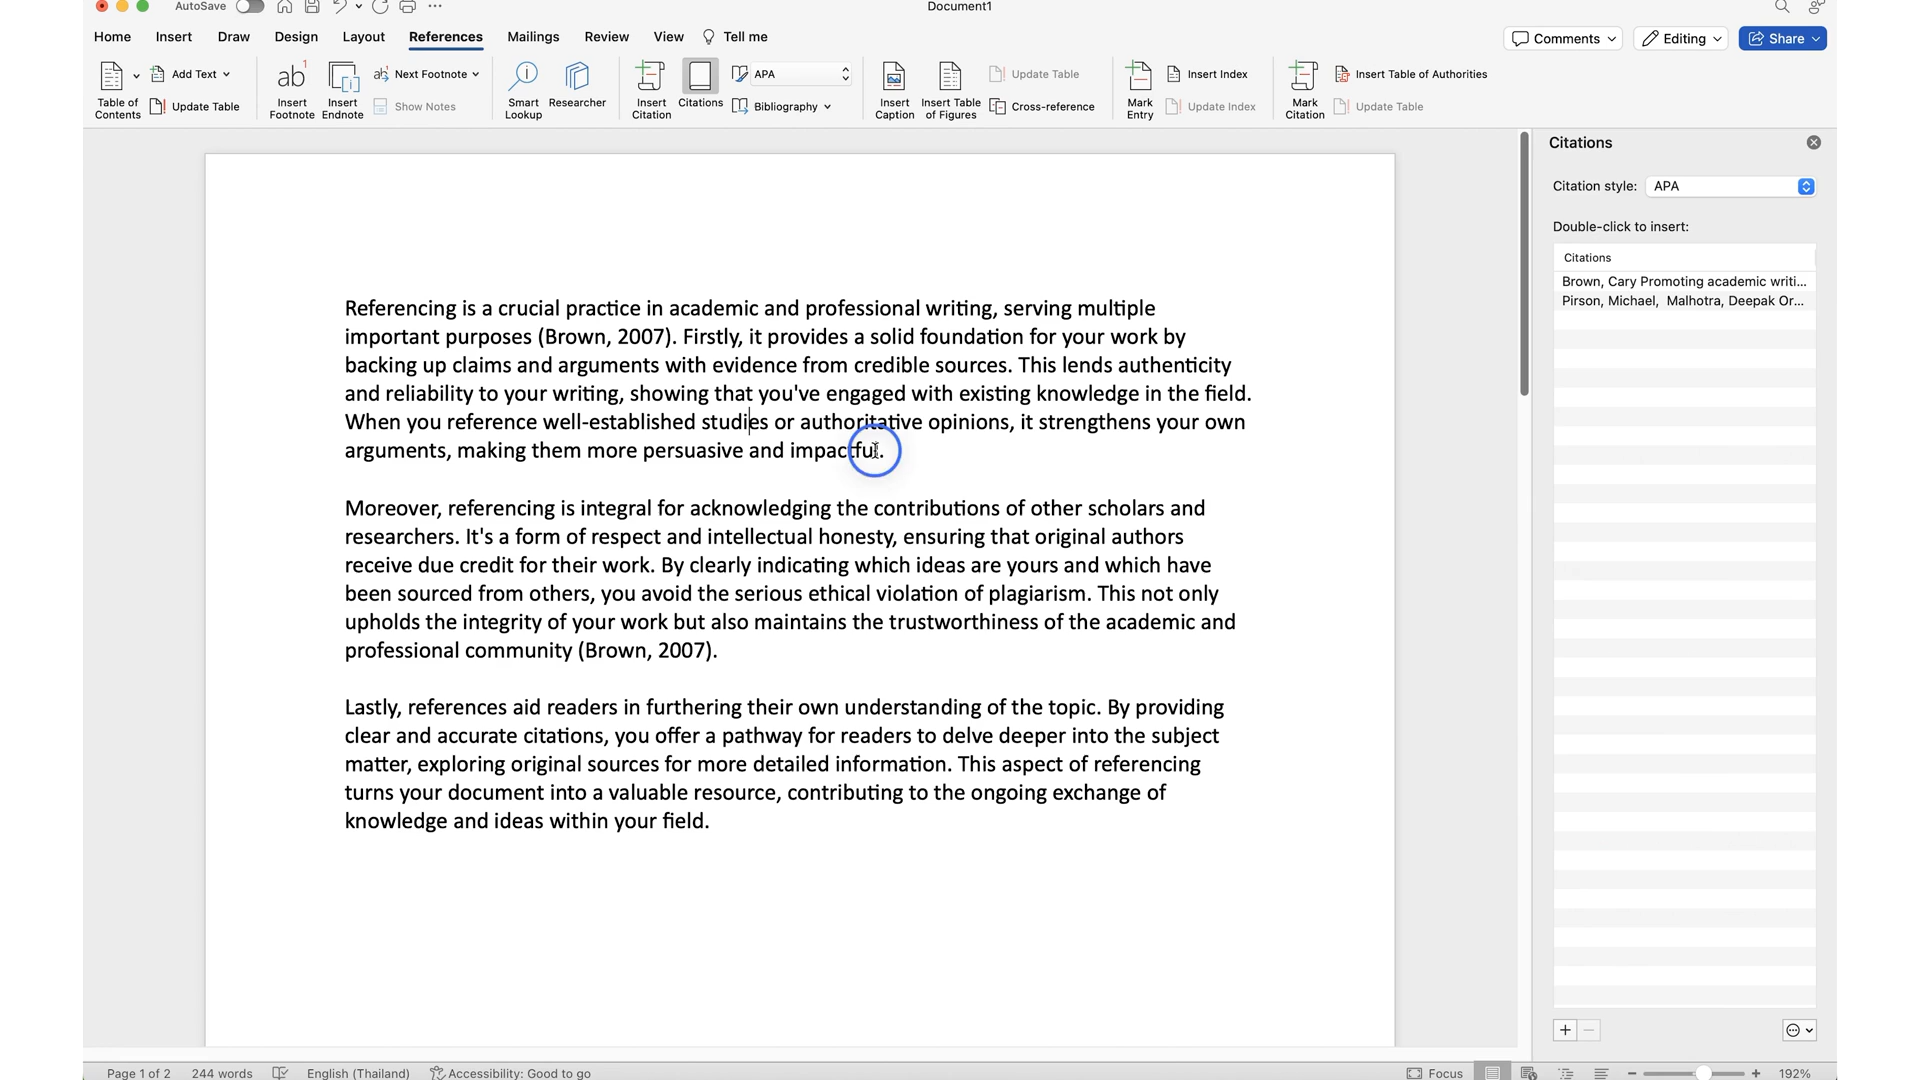 AutoSave
Document1
Home Insert Draw Design Layout References Mailings Review View Tell me
Comments Editing Share
Table of Contents
Add Text
Update Table
Insert Footnote
Insert Endnote
Next Footnote
Show Notes
Smart Lookup
Researcher
Insert Citation
Citations
APA
Bibliography
Insert Caption
Insert Table of Figures
Update Table
Cross-reference
Mark Entry
Insert Index
Update Index
Mark Citation
Insert Table of Authorities
Update Table
Referencing is a crucial practice in academic and professional writing, serving multiple
important purposes (Brown, 2007). Firstly, it provides a solid foundation for your work by
backing up claims and arguments with evidence from credible sources. This lends authenticity
and reliability to your writing, showing that you've engaged with existing knowledge in the field.
When you reference well-established studies or authoritative opinions, it strengthens your own
arguments, making them more persuasive and impactful.
Moreover, referencing is integral for acknowledging the contributions of other scholars and
researchers. It's a form of respect and intellectual honesty, ensuring that original authors
receive due credit for their work. By clearly indicating which ideas are yours and which have
been sourced from others, you avoid the serious ethical violation of plagiarism. This not only
upholds the integrity of your work but also maintains the trustworthiness of the academic and
professional community (Brown, 2007).
Lastly, references aid readers in furthering their own understanding of the topic. By providing
clear and accurate citations, you offer a pathway for readers to delve deeper into the subject
matter, exploring original sources for more detailed information. This aspect of referencing
turns your document into a valuable resource, contributing to the ongoing exchange of
knowledge and ideas within your field.
Citations
Citation style: APA
Double-click to insert:
Citations
Brown, Cary Promoting academic writi...
Pirson, Michael, Malhotra, Deepak Or...
Page 1 of 2 244 words English (Thailand) Accessibility: Good to go Focus 192%